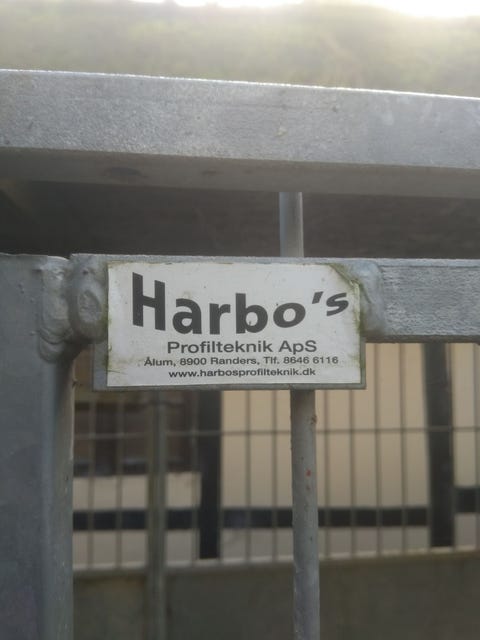 Harbo's
Profilteknik ApS
Ålum, 8900 Randers, Tlf. 8646 6116
www.harbosprofilteknik.dk